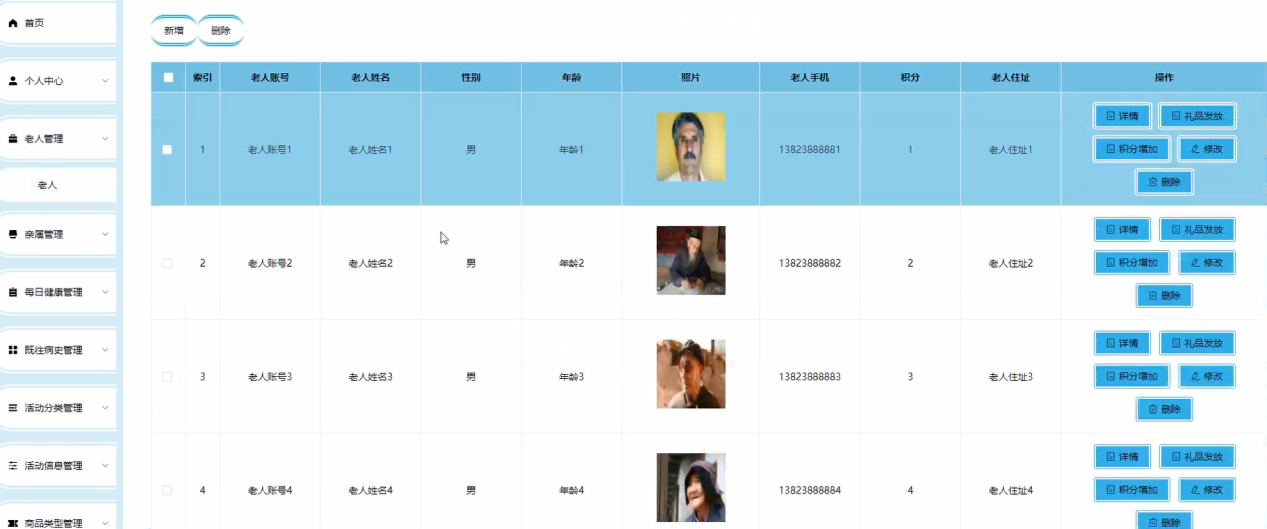 首页
个人中心
老人管理
老人
亲属管理
每日健康管理
既往病史管理
活动分类管理
活动信息管理
商品类型管理
新增 删除
索引 老人账号 老人姓名 性别 年龄 照片 老人手机 积分 老人住址 操作
1 老人账号1 老人姓名1 男 年龄1 13823888881 1 老人住址1
详情 礼品发放
积分增加 修改
删除
2 老人账号2 老人姓名2 男 年龄2 13823888882 2 老人住址2
详情 礼品发放
积分增加 修改
删除
3 老人账号3 老人姓名3 男 年龄3 13823888883 3 老人住址3
详情 礼品发放
积分增加 修改
删除
4 老人账号4 老人姓名4 男 年龄4 13823888884 4 老人住址4
详情 礼品发放
积分增加 修改
删除